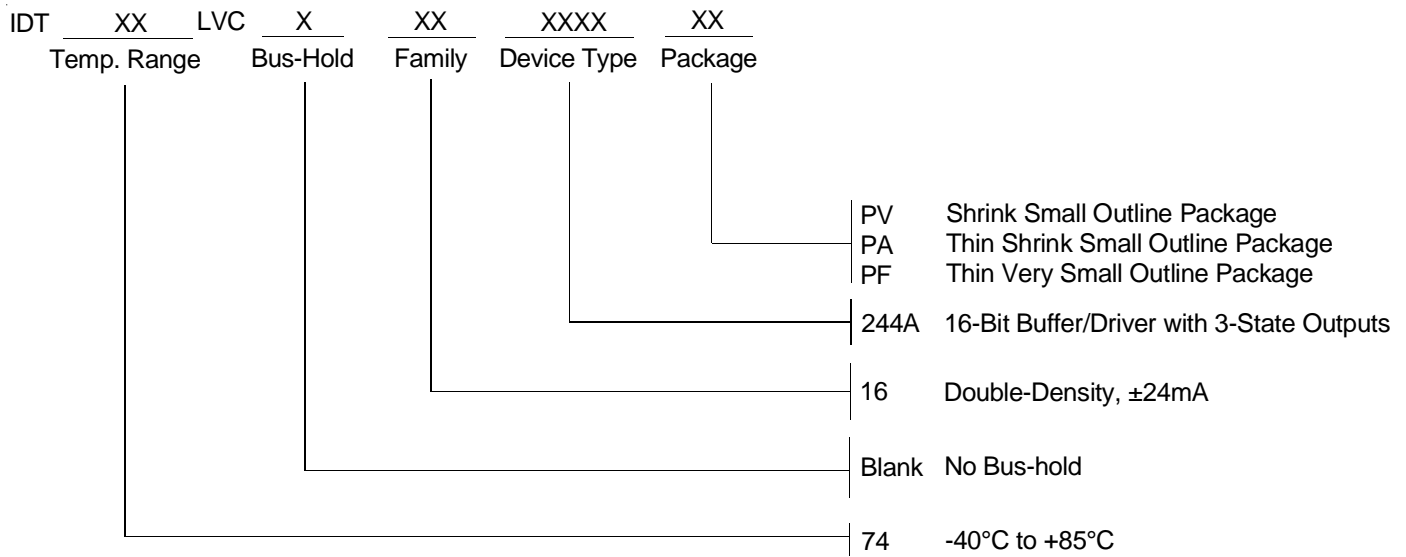 IDT XX LVC X XX XXXX XX
Temp. Range Bus-Hold Family Device Type Package
PV Shrink Small Outline Package
PA Thin Shrink Small Outline Package
PF Thin Very Small Outline Package
244A 16-Bit Buffer/Driver with 3-State Outputs
16 Double-Density, ±24mA
Blank No Bus-hold
74 -40°C to +85°C